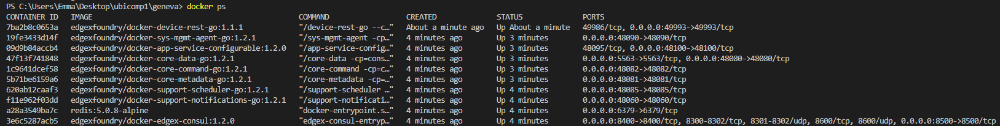 PS C:\Users\Emma\Desktop\ubicomp1\geneva> docker ps
CONTAINER ID IMAGE COMMAND CREATED STATUS PORTS
7ba2b8c0653a edgexfoundry/docker-device-rest-go:1.1.1 "/device-rest-go --c…" About a minute ago Up About a minute 49986/tcp, 0.0.0.0:49993->49993/tcp
19fe3433d14f edgexfoundry/docker-sys-mgmt-agent-go:1.2.1 "/sys-mgmt-agent -cp…" 4 minutes ago Up 3 minutes 0.0.0.0:48090->48090/tcp
09d9b84accb4 edgexfoundry/docker-app-service-configurable:1.2.0 "/app-service-config…" 4 minutes ago Up 3 minutes 48095/tcp, 0.0.0.0:48100->48100/tcp
47f13f741848 edgexfoundry/docker-core-data-go:1.2.1 "/core-data -cp=cons…" 4 minutes ago Up 3 minutes 0.0.0.0:5563->5563/tcp, 0.0.0.0:48080->48080/tcp
1c9641dcef58 edgexfoundry/docker-core-command-go:1.2.1 "/core-command -cp=c…" 4 minutes ago Up 3 minutes 0.0.0.0:48082->48082/tcp
5b71be6159a6 edgexfoundry/docker-core-metadata-go:1.2.1 "/core-metadata -cp=…" 4 minutes ago Up 3 minutes 0.0.0.0:48081->48081/tcp
620ab12caaf3 edgexfoundry/docker-support-scheduler-go:1.2.1 "/support-scheduler …" 4 minutes ago Up 4 minutes 0.0.0.0:48085->48085/tcp
f11e962f03dd edgexfoundry/docker-support-notifications-go:1.2.1 "/support-notificati…" 4 minutes ago Up 4 minutes 0.0.0.0:48060->48060/tcp
a28a3549ba7c redis:5.0.8-alpine "docker-entrypoint.s…" 4 minutes ago Up 4 minutes 0.0.0.0:6379->6379/tcp
3e6c5287acb5 edgexfoundry/docker-edgex-consul:1.2.0 "edgex-consul-entryp…" 4 minutes ago Up 4 minutes 0.0.0.0:8400->8400/tcp, 8300-8302/tcp, 8301-8302/udp, 8600/tcp, 8600/udp, 0.0.0.0:8500->8500/tcp